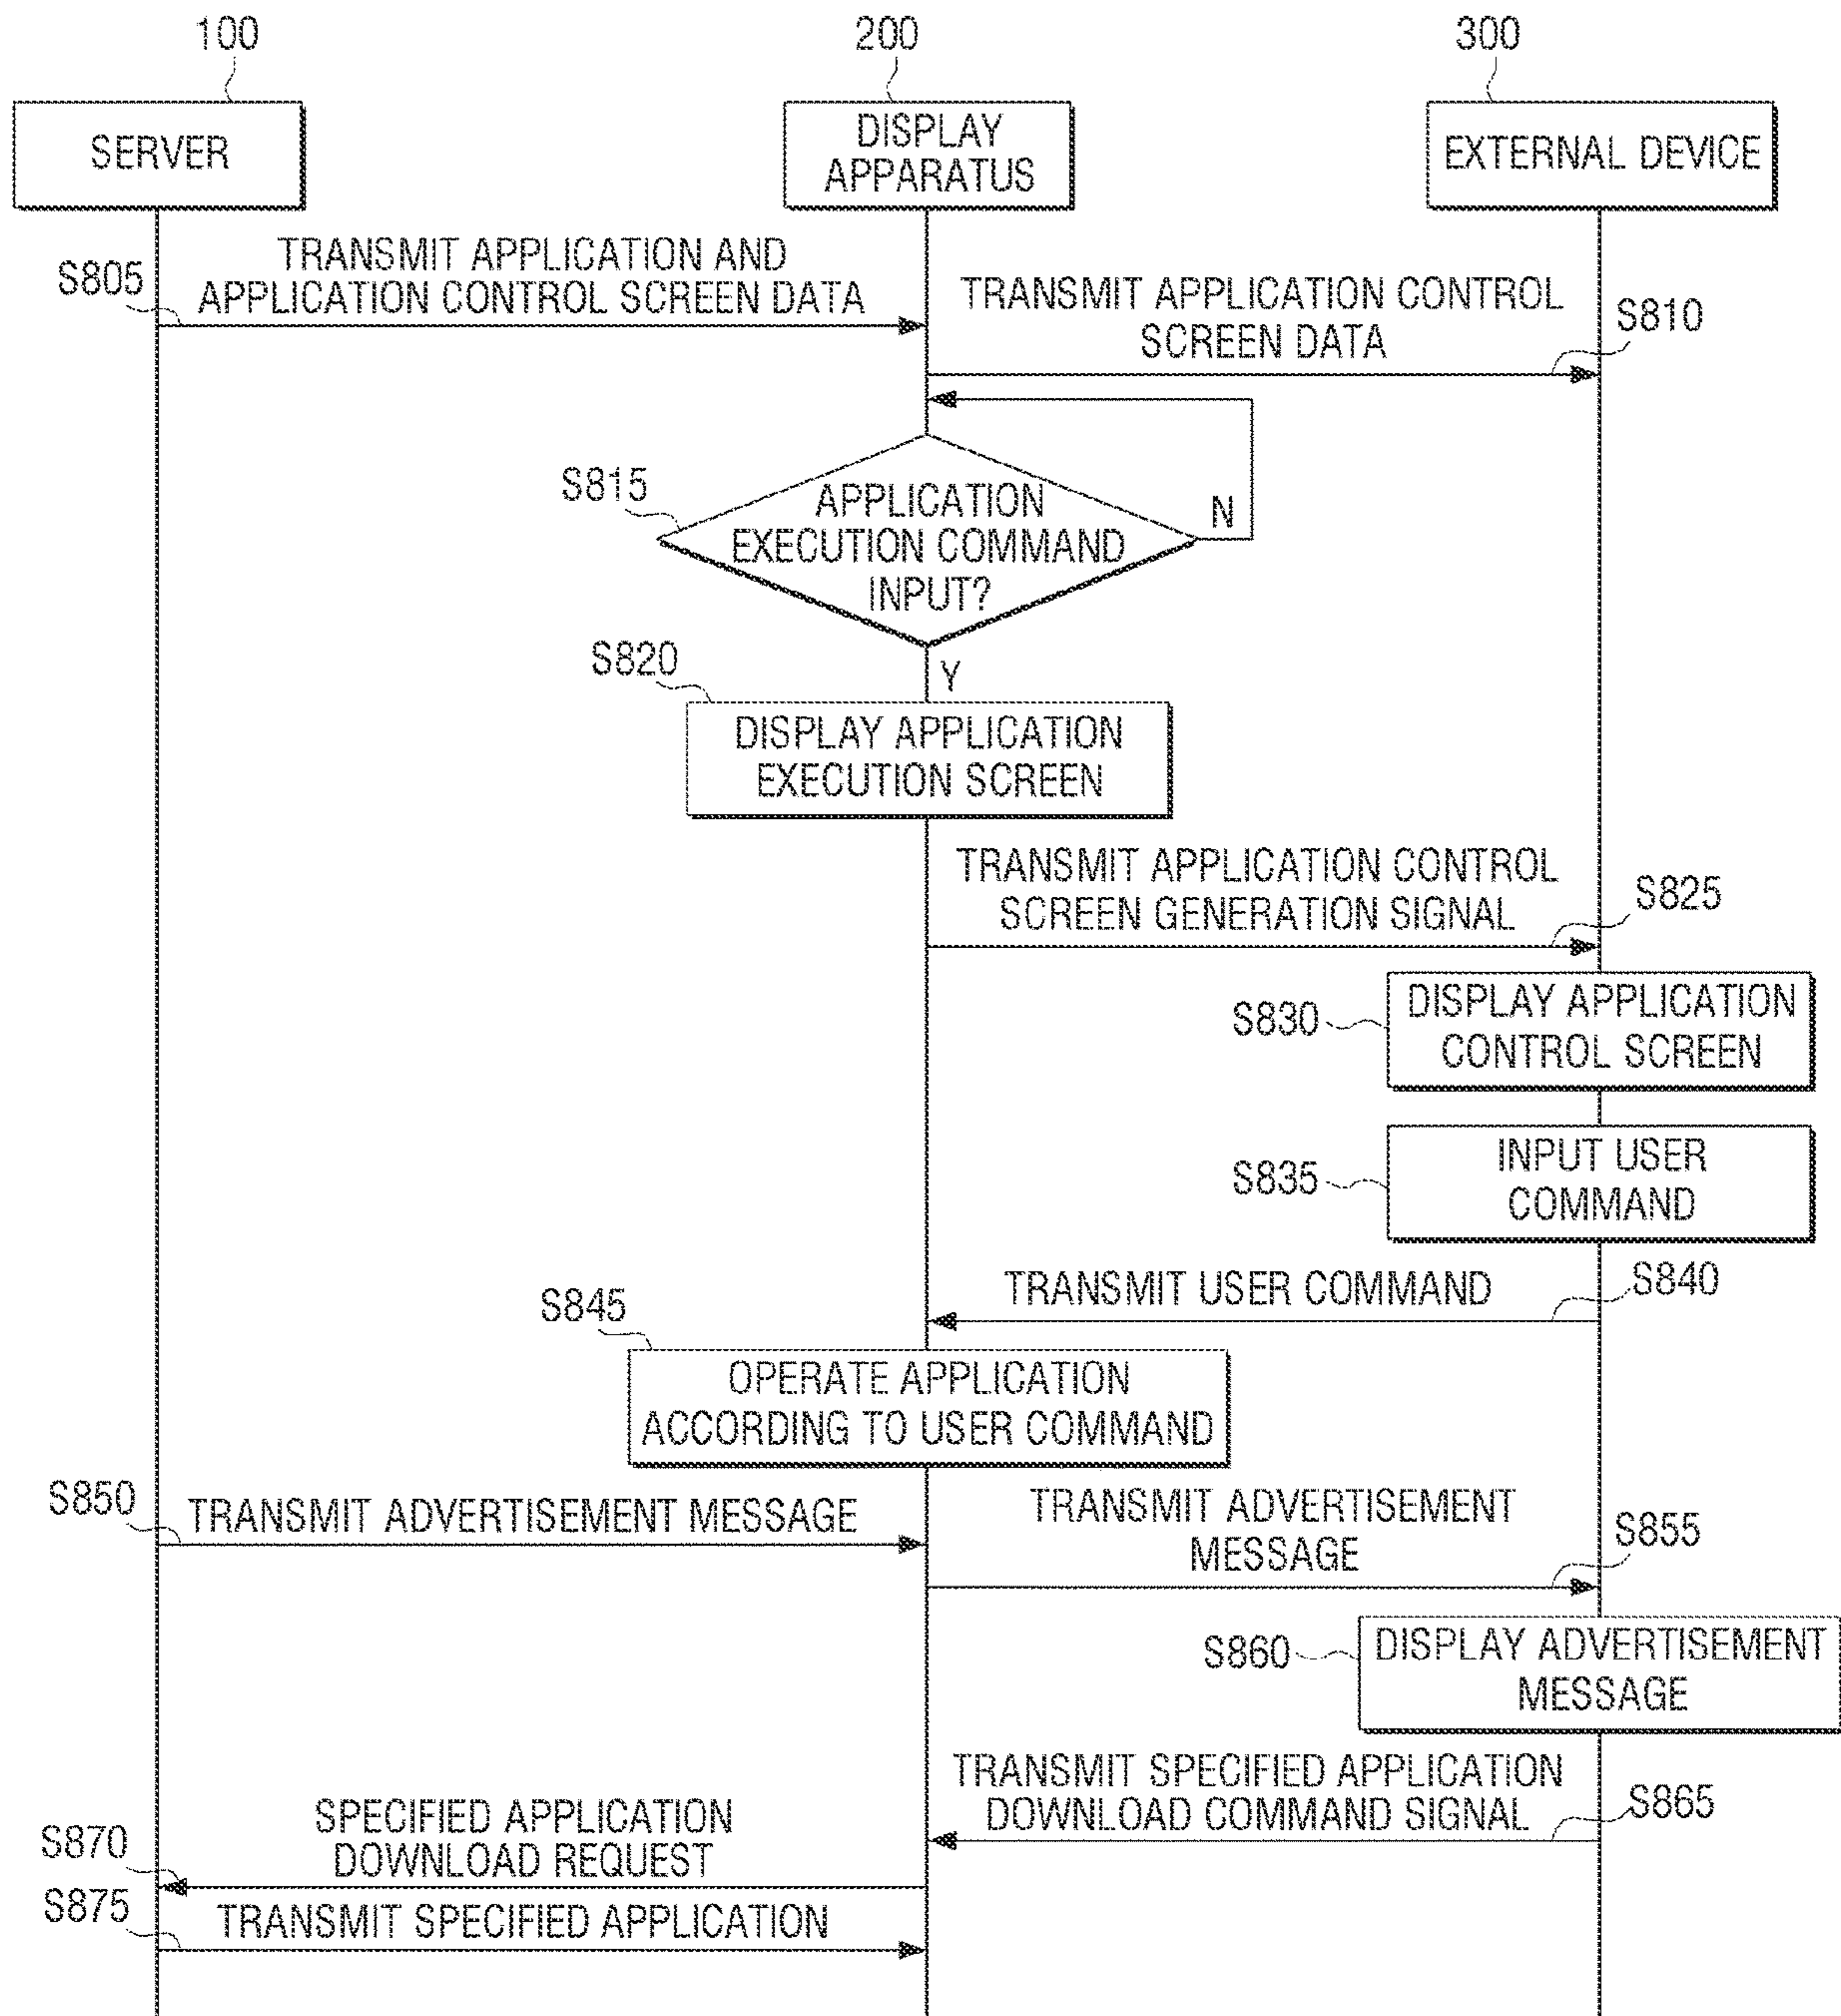 100
200
300
SERVER
DISPLAY
APPARATUS
EXTERNAL DEVICE
S805
TRANSMIT APPLICATION AND
APPLICATION CONTROL SCREEN DATA
TRANSMIT APPLICATION CONTROL
SCREEN DATA
S810
S815
APPLICATION
EXECUTION COMMAND
INPUT?
N
Y
S820
DISPLAY APPLICATION
EXECUTION SCREEN
TRANSMIT APPLICATION CONTROL
SCREEN GENERATION SIGNAL
S825
S830
DISPLAY APPLICATION
CONTROL SCREEN
S835
INPUT USER
COMMAND
TRANSMIT USER COMMAND
S840
S845
OPERATE APPLICATION
ACCORDING TO USER COMMAND
S850
TRANSMIT ADVERTISEMENT MESSAGE
TRANSMIT ADVERTISEMENT
MESSAGE
S855
S860
DISPLAY ADVERTISEMENT
MESSAGE
TRANSMIT SPECIFIED APPLICATION
DOWNLOAD COMMAND SIGNAL
S865
S870
SPECIFIED APPLICATION
DOWNLOAD REQUEST
S875
TRANSMIT SPECIFIED APPLICATION